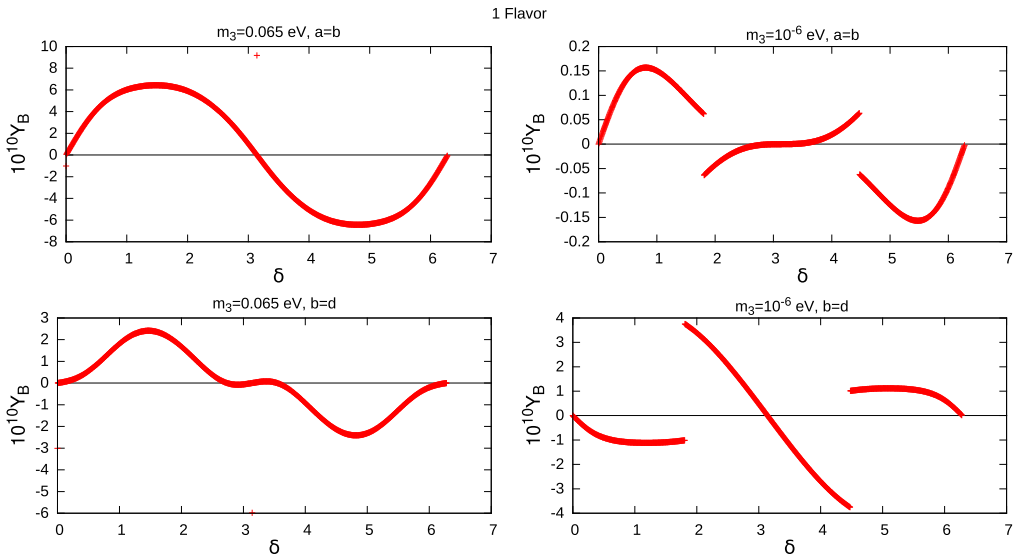 1 Flavor
m3=0.065 eV, a=b
10
8
6
4
2
0
-2
-4
-6
-8
10^10Y_B
0 1 2 3 4 5 6 7
δ
m3=10^-6 eV, a=b
0.2
0.15
0.1
0.05
0
-0.05
-0.1
-0.15
-0.2
10^10Y_B
0 1 2 3 4 5 6 7
δ
m3=0.065 eV, b=d
3
2
1
0
-1
-2
-3
-4
-5
-6
10^10Y_B
0 1 2 3 4 5 6 7
δ
m3=10^-6 eV, b=d
4
3
2
1
0
-1
-2
-3
-4
10^10Y_B
0 1 2 3 4 5 6 7
δ